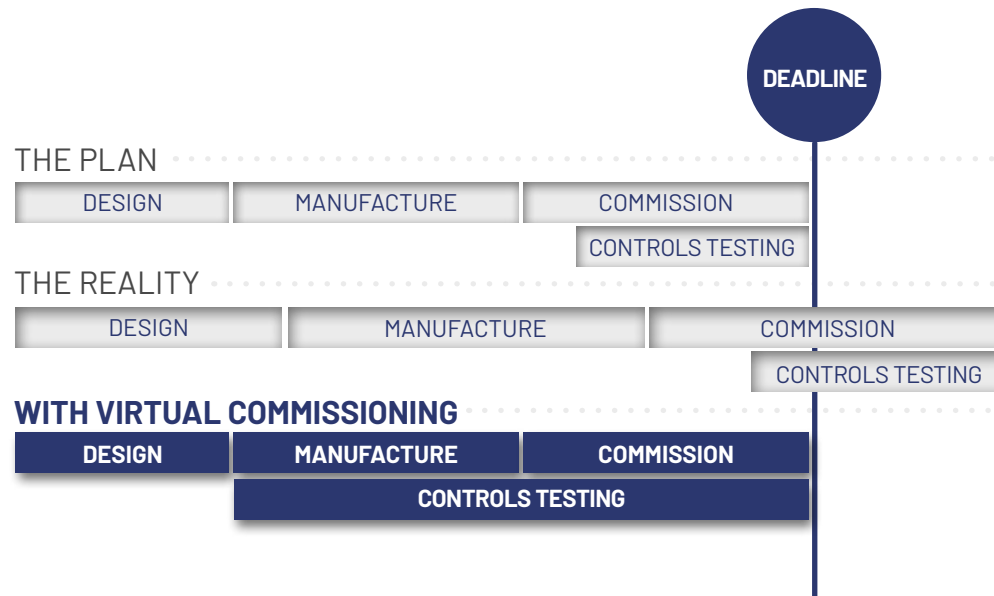 DEADLINE
THE PLAN
DESIGN MANUFACTURE COMMISSION
CONTROLS TESTING
THE REALITY
DESIGN MANUFACTURE COMMISSION
CONTROLS TESTING
WITH VIRTUAL COMMISSIONING
DESIGN MANUFACTURE COMMISSION
CONTROLS TESTING